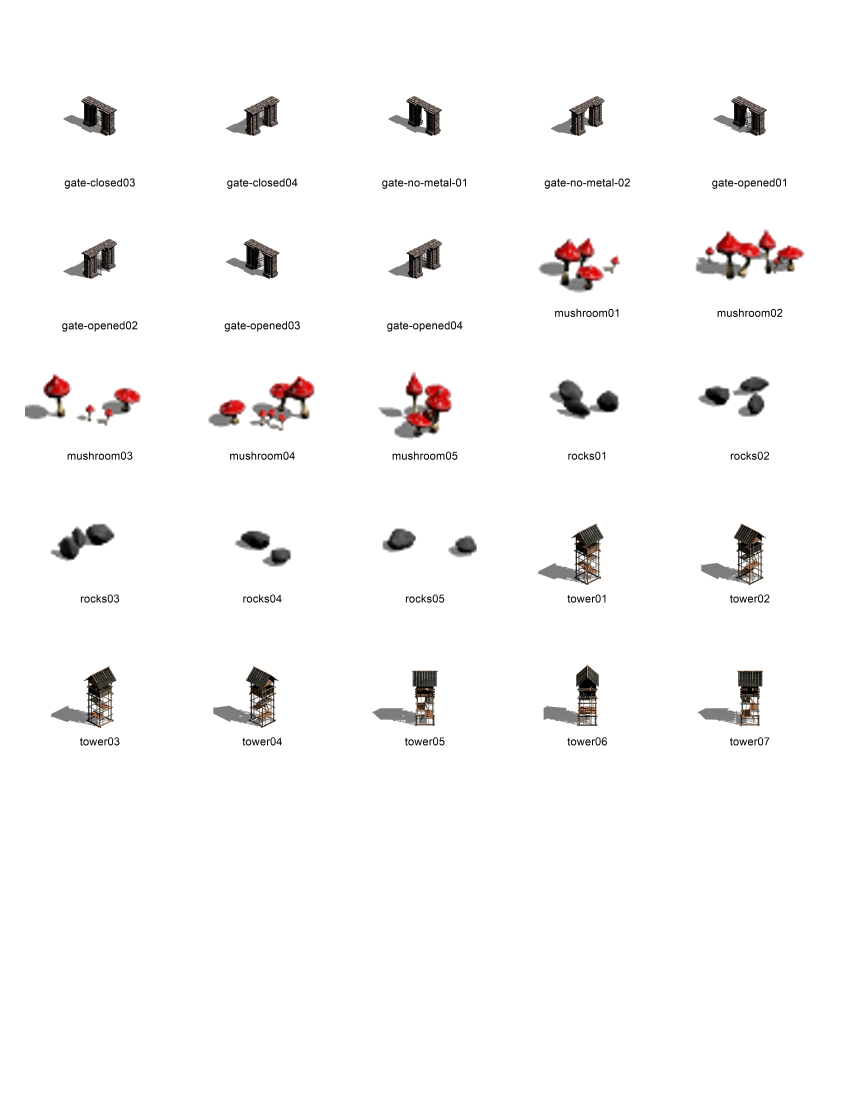 gate-closed03 gate-closed04 gate-no-metal-01 gate-no-metal-02 gate-opened01
gate-opened02 gate-opened03 gate-opened04 mushroom01 mushroom02
mushroom03 mushroom04 mushroom05 rocks01 rocks02
rocks03 rocks04 rocks05 tower01 tower02
tower03 tower04 tower05 tower06 tower07